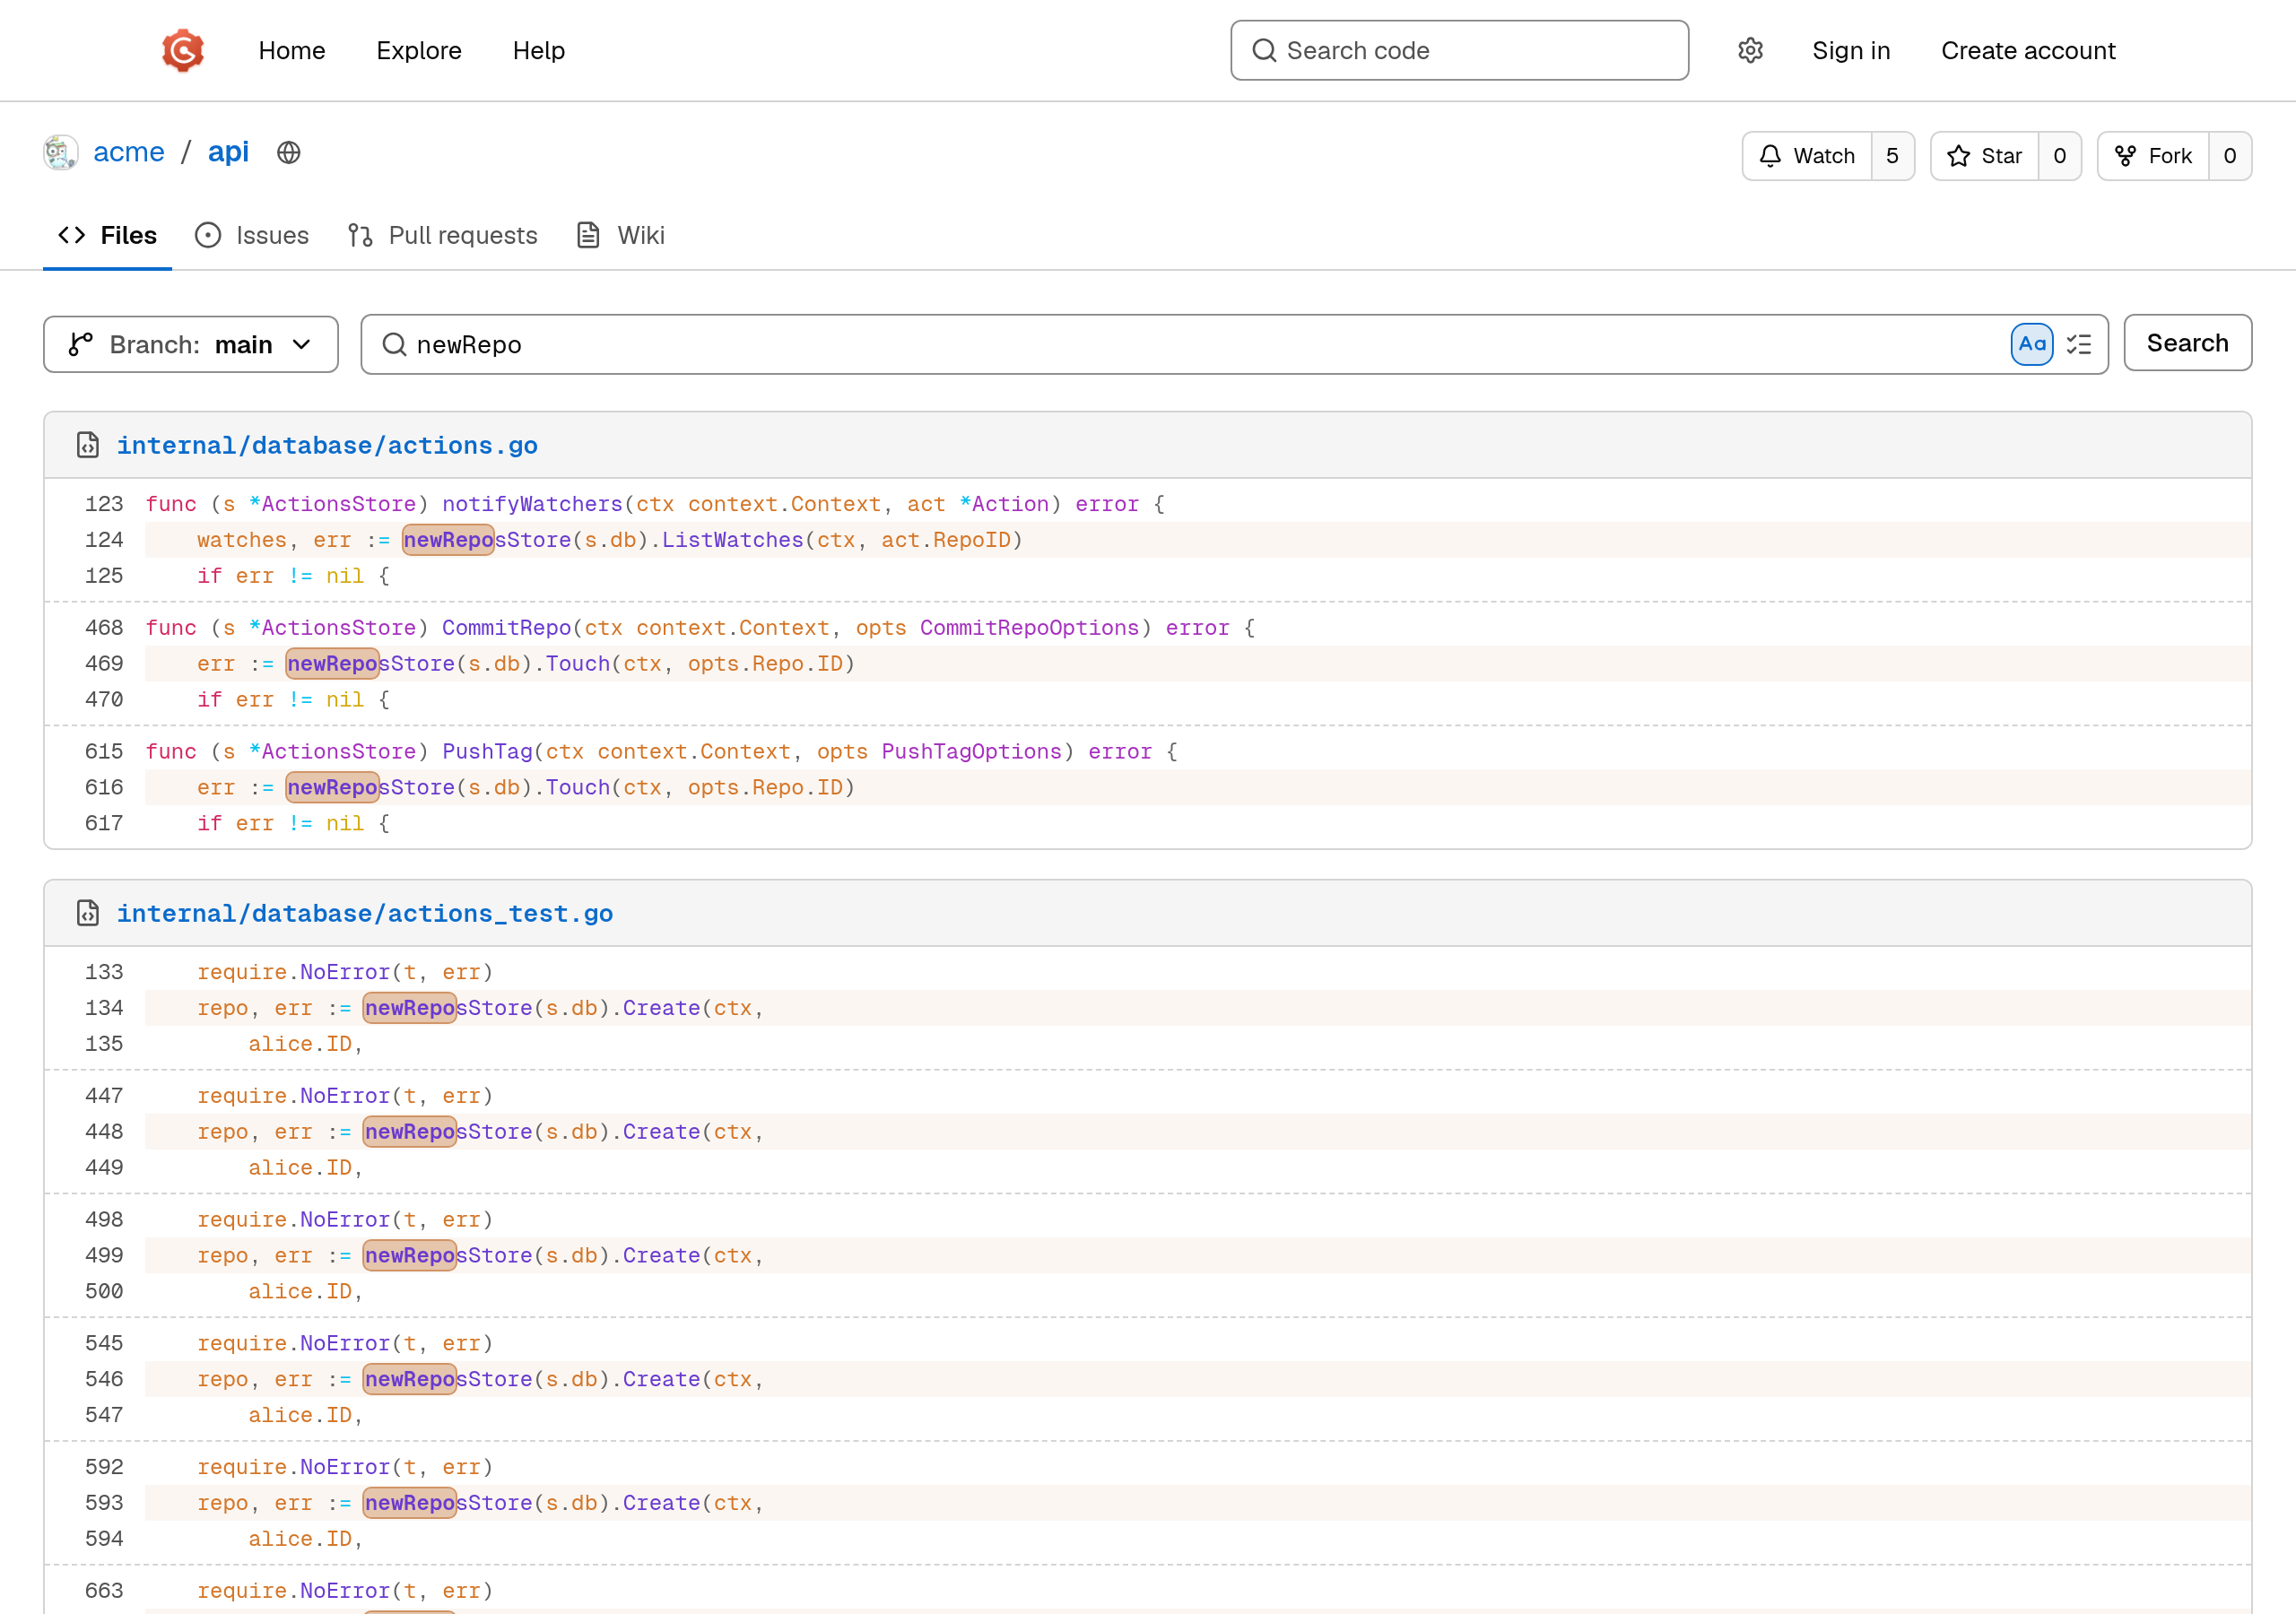 Home Explore Help Search code Sign in Create account
acme / api Watch 5 Star 0 Fork 0
Files Issues Pull requests Wiki
Branch: main newRepo Aa Search
internal/database/actions.go
123 func (s *ActionsStore) notifyWatchers(ctx context.Context, act *Action) error {
124 watches, err := newReposStore(s.db).ListWatches(ctx, act.RepoID)
125 if err != nil {
468 func (s *ActionsStore) CommitRepo(ctx context.Context, opts CommitRepoOptions) error {
469 err := newReposStore(s.db).Touch(ctx, opts.Repo.ID)
470 if err != nil {
615 func (s *ActionsStore) PushTag(ctx context.Context, opts PushTagOptions) error {
616 err := newReposStore(s.db).Touch(ctx, opts.Repo.ID)
617 if err != nil {
internal/database/actions_test.go
133 require.NoError(t, err)
134 repo, err := newReposStore(s.db).Create(ctx,
135 alice.ID,
447 require.NoError(t, err)
448 repo, err := newReposStore(s.db).Create(ctx,
449 alice.ID,
498 require.NoError(t, err)
499 repo, err := newReposStore(s.db).Create(ctx,
500 alice.ID,
545 require.NoError(t, err)
546 repo, err := newReposStore(s.db).Create(ctx,
547 alice.ID,
592 require.NoError(t, err)
593 repo, err := newReposStore(s.db).Create(ctx,
594 alice.ID,
663 require.NoError(t, err)